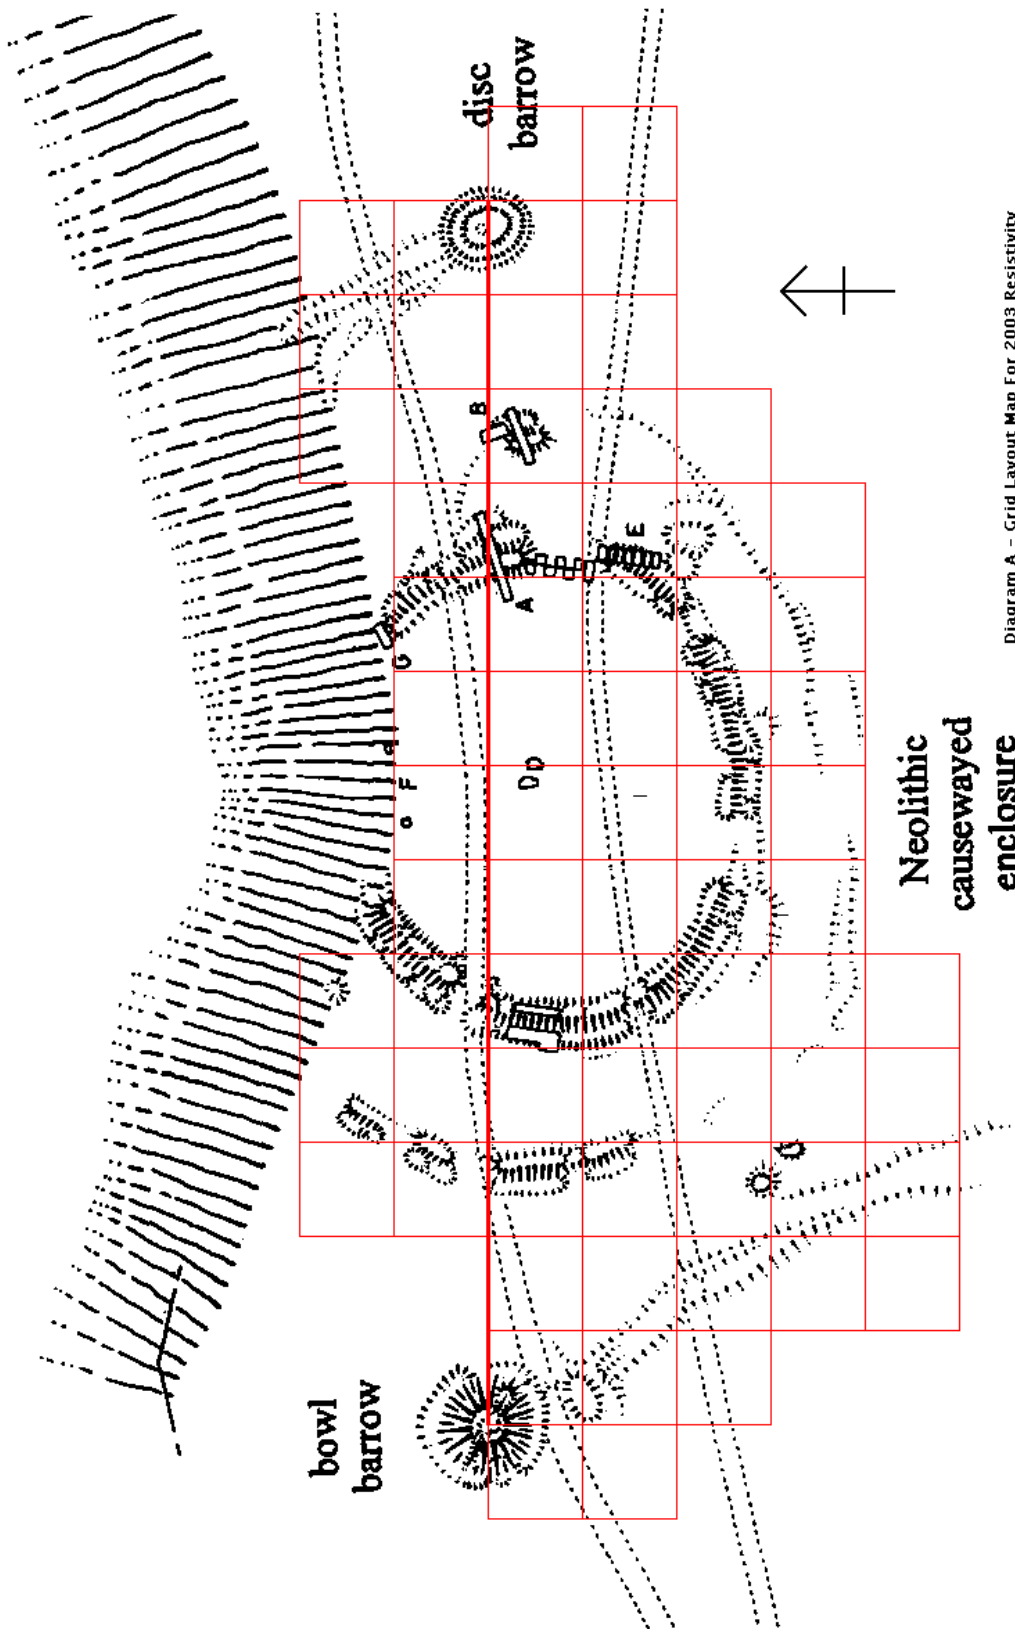 disc
barrow
B
E
A
G
F
D D
bowl
barrow
Neolithic
causewayed
enclosure
Diagram A - Grid Layout Map For 2003 Resistivity